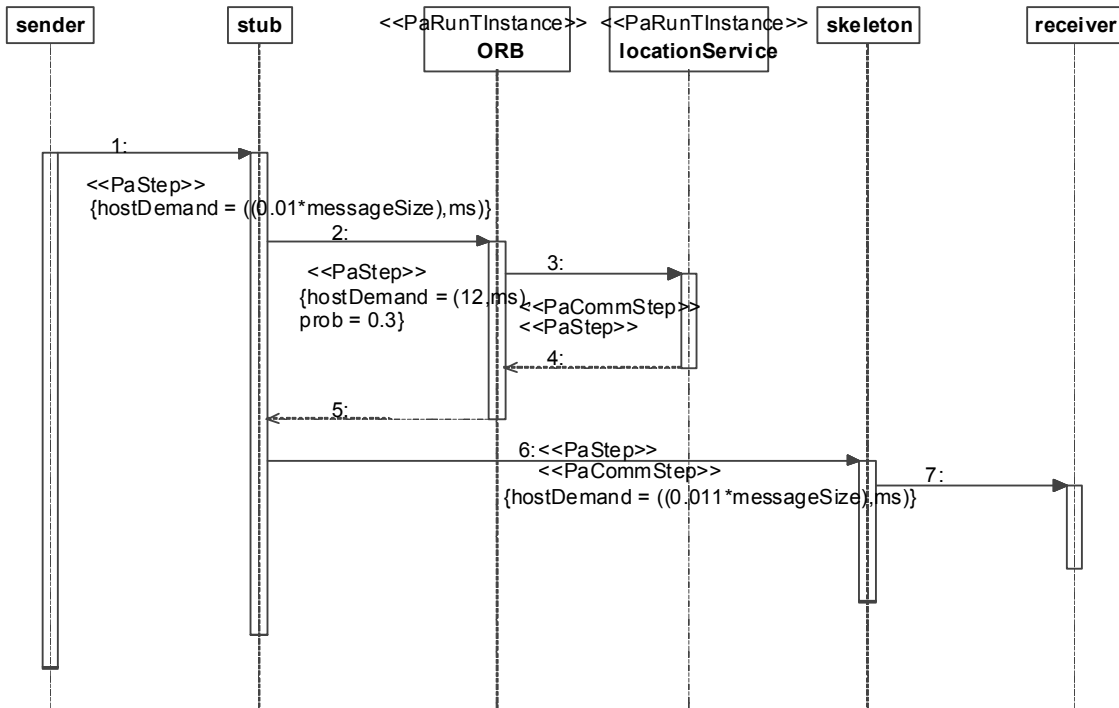 sender
stub
<<PaRunTInstance>>
ORB
<<PaRunTInstance>>
locationService
skeleton
receiver
1:
<<PaStep>>
{hostDemand = ((0.01*messageSize),ms)}
2:
<<PaStep>>
{hostDemand = (12,ms),
prob = 0.3}
3:
<<PaCommStep>>
<<PaStep>>
4:
5:
6:<<PaStep>>
<<PaCommStep>>
{hostDemand = ((0.011*messageSize),ms)}
7: